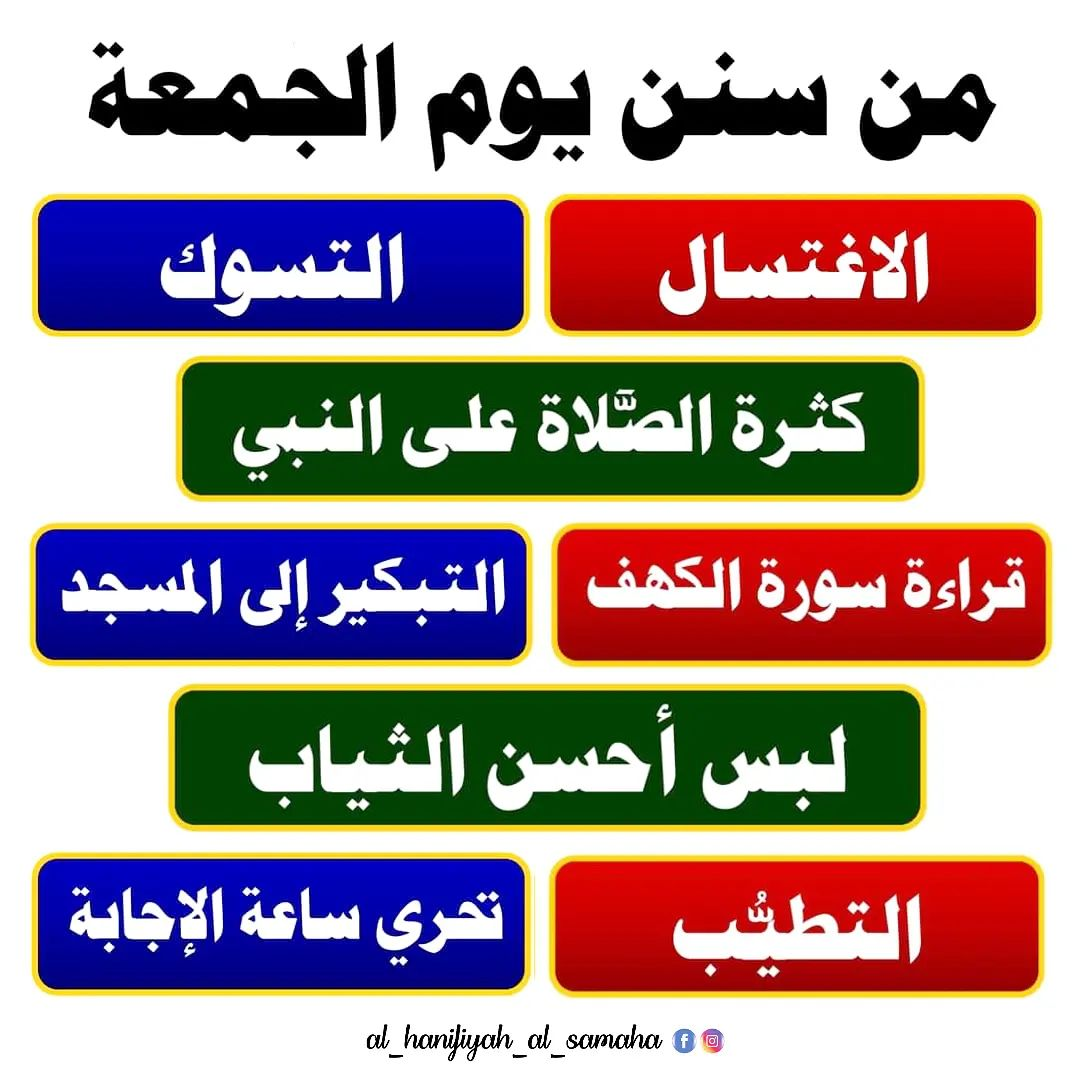 من سنن يوم الجمعة
الاغتسال
التسوك
كثرة الصَّلاة على النبي
قراءة سورة الكهف
التبكير إلى المسجد
لبس أحسن الثياب
التطيُّب
تحري ساعة الإجابة
al_hanifiyah_al_samaha